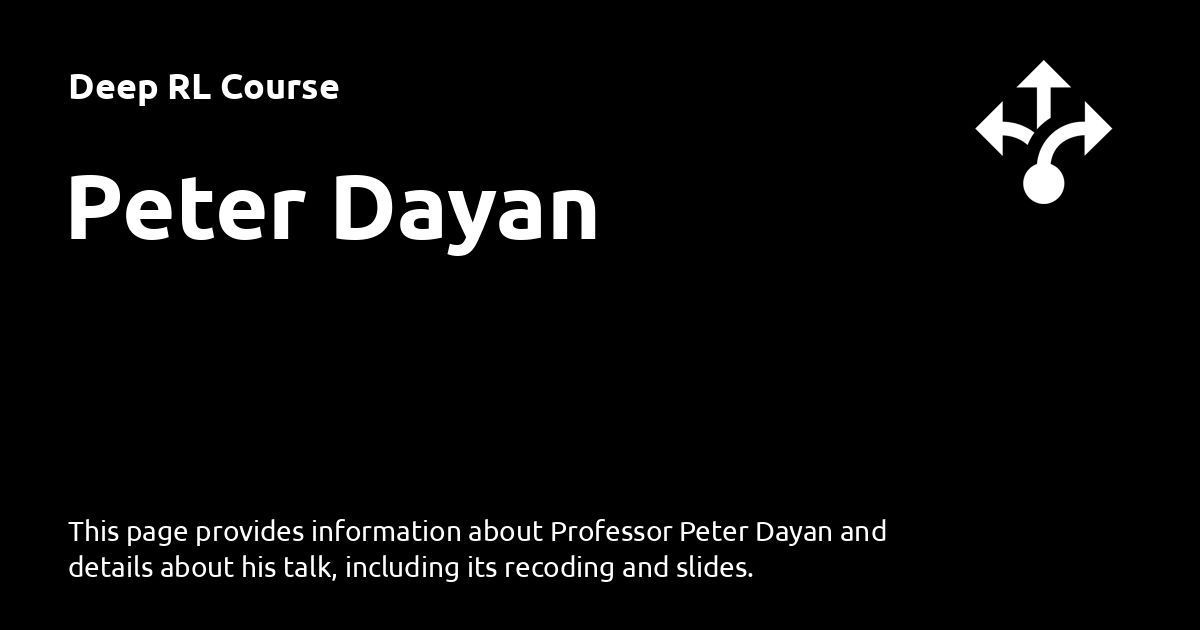 Deep RL Course
Peter Dayan
This page provides information about Professor Peter Dayan and
details about his talk, including its recoding and slides.